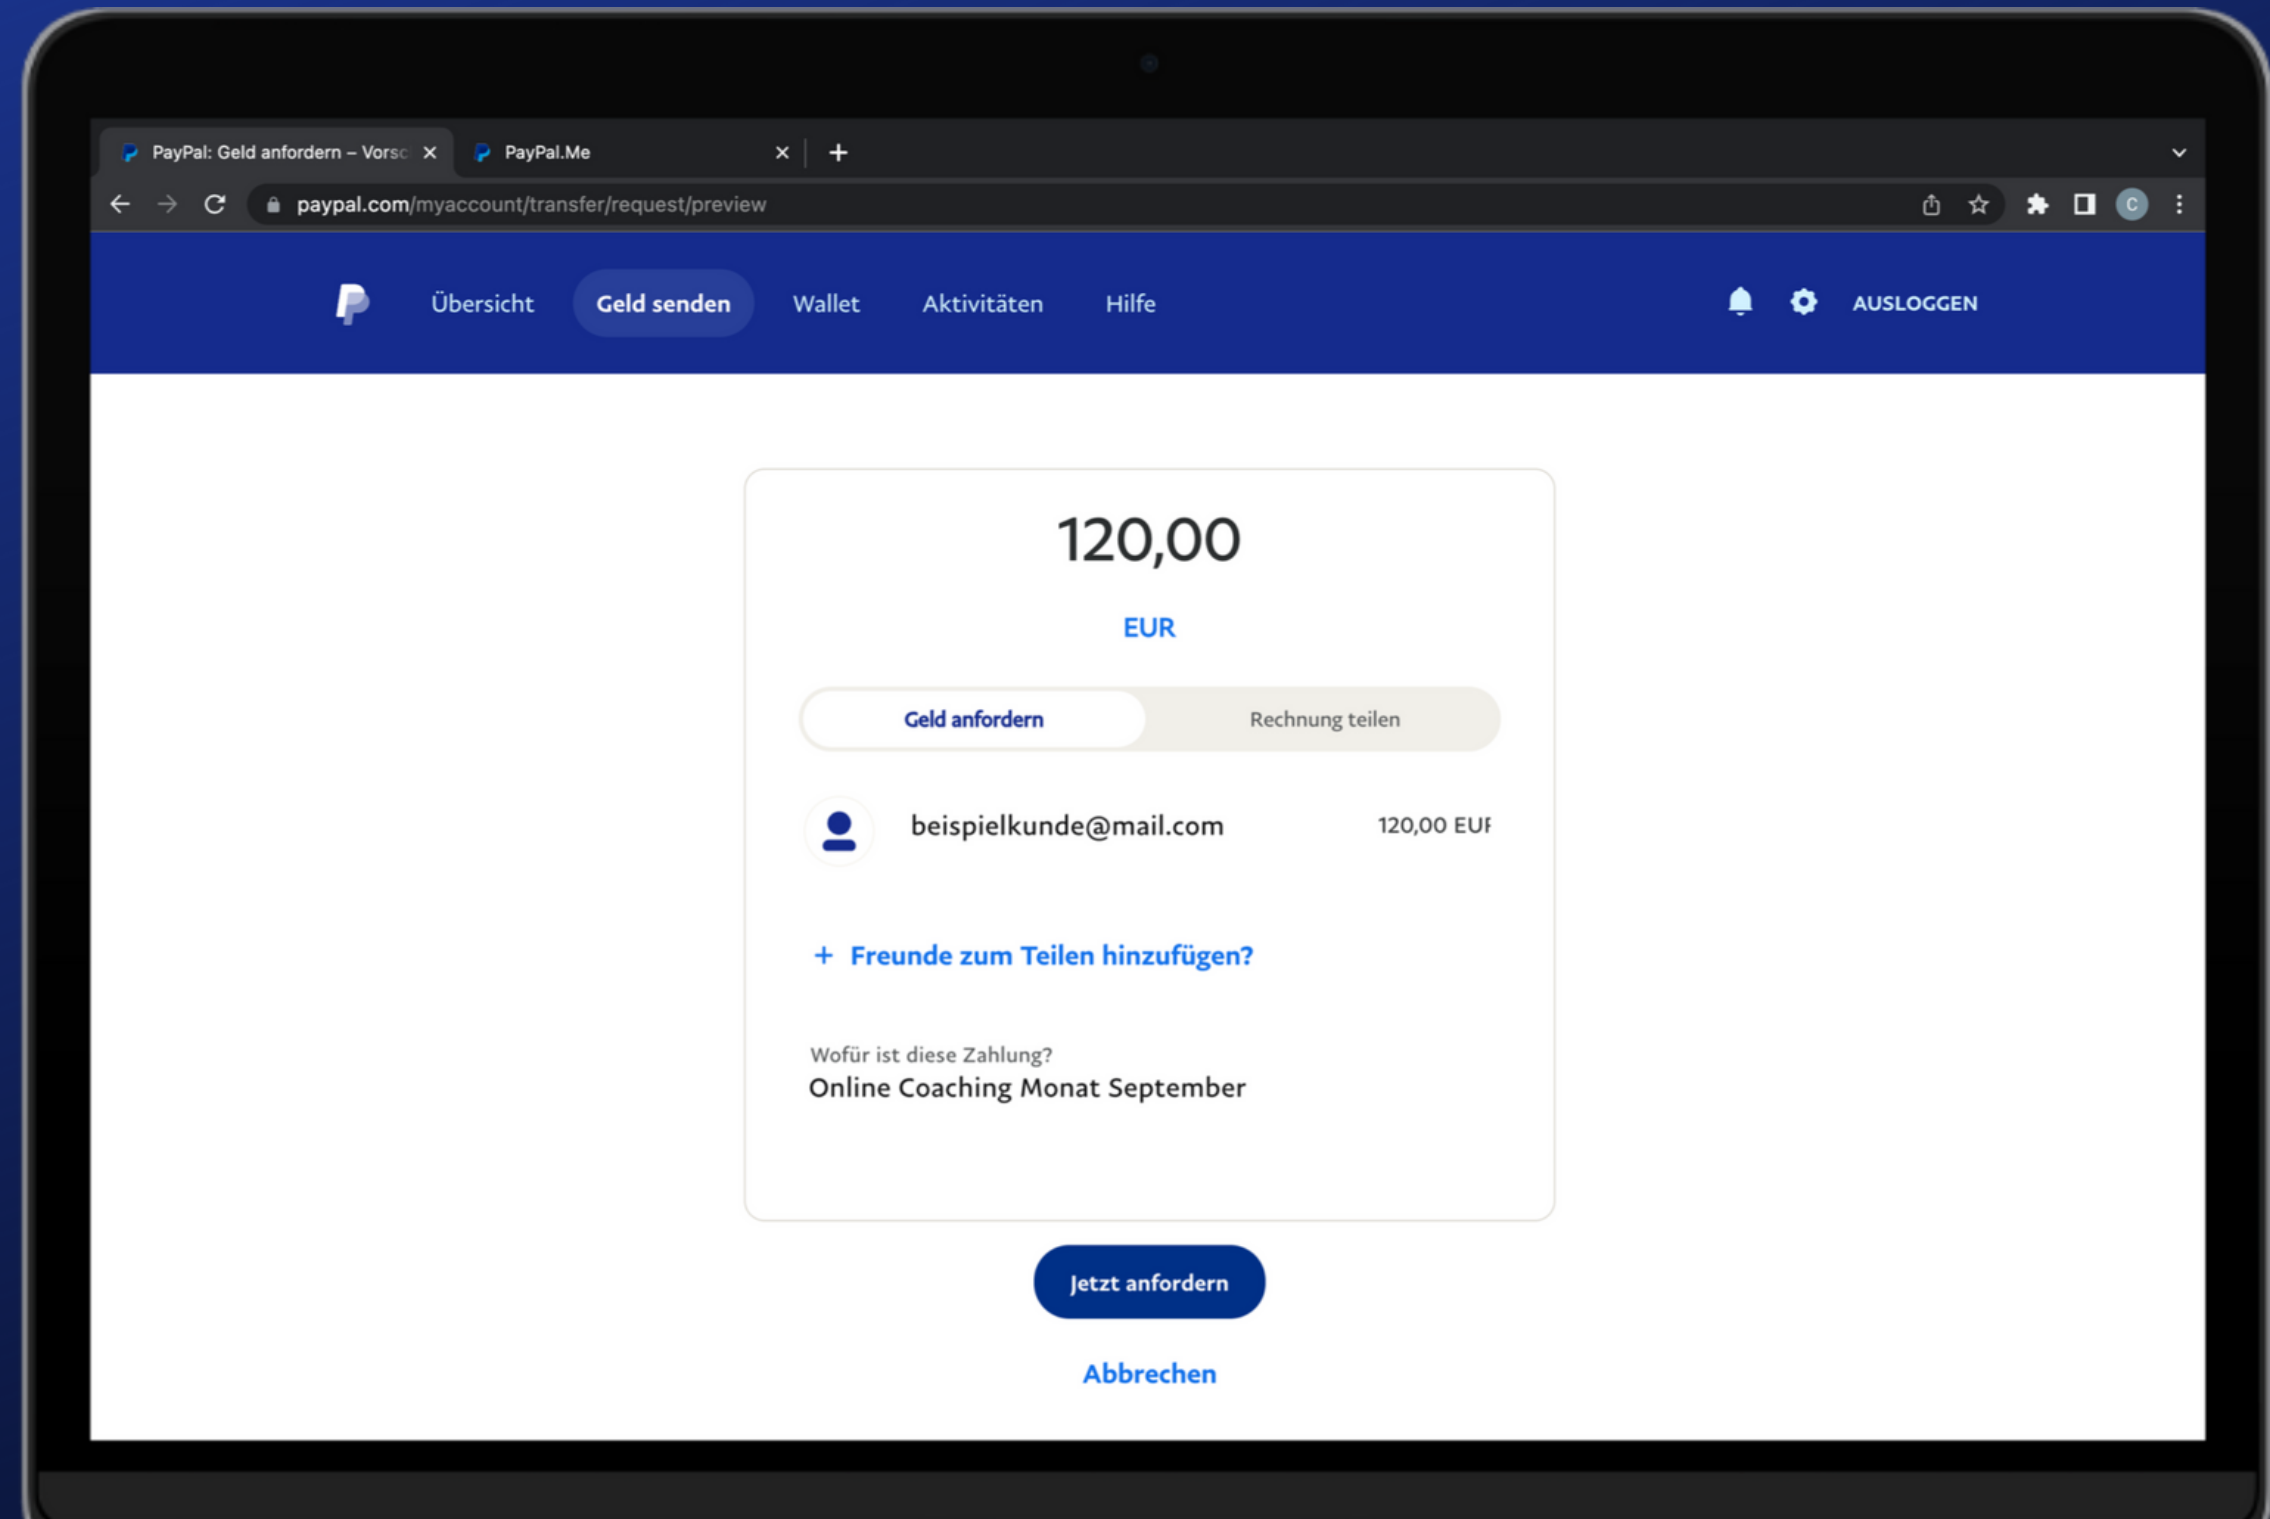 PayPal: Geld anfordern – Vorsc
PayPal.Me
paypal.com/myaccount/transfer/request/preview
C
Übersicht
Geld senden
Wallet
Aktivitäten
Hilfe
AUSLOGGEN
120,00
EUR
Geld anfordern
Rechnung teilen
beispielkunde@mail.com
120,00 EUR
+ Freunde zum Teilen hinzufügen?
Wofür ist diese Zahlung?
Online Coaching Monat September
Jetzt anfordern
Abbrechen